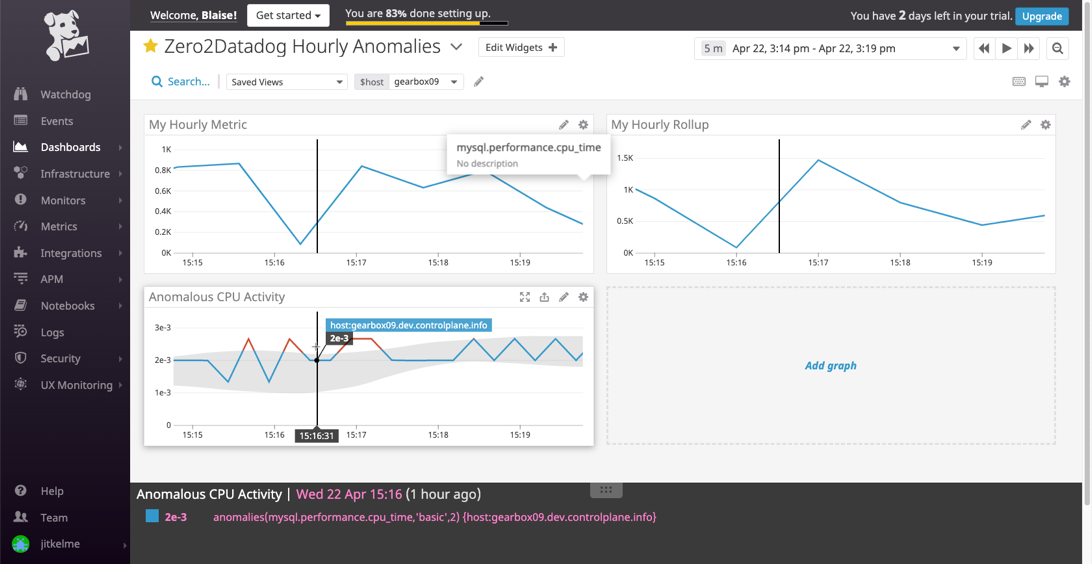 Welcome, Blaise!
Get started
You are 83% done setting up.
You have 2 days left in your trial.
Upgrade
Zero2Datadog Hourly Anomalies
Edit Widgets +
5 m Apr 22, 3:14 pm - Apr 22, 3:19 pm
Search...
Saved Views
$host gearbox09
Watchdog
Events
Dashboards
Infrastructure
Monitors
Metrics
Integrations
APM
Notebooks
Logs
Security
UX Monitoring
Help
Team
jitkelme
My Hourly Metric
mysql.performance.cpu_time
No description
1K
0.8K
0.6K
0.4K
0.2K
0K
15:15 15:16 15:17 15:18 15:19
My Hourly Rollup
1.5K
1K
0.5K
0K
15:15 15:16 15:17 15:18 15:19
Anomalous CPU Activity
host:gearbox09.dev.controlplane.info
2e-3
3e-3
2e-3
1e-3
0
15:15 15:16 15:16:31 15:17 15:18 15:19
Add graph
Anomalous CPU Activity | Wed 22 Apr 15:16 (1 hour ago)
2e-3 anomalies(mysql.performance.cpu_time,'basic',2) {host:gearbox09.dev.controlplane.info}